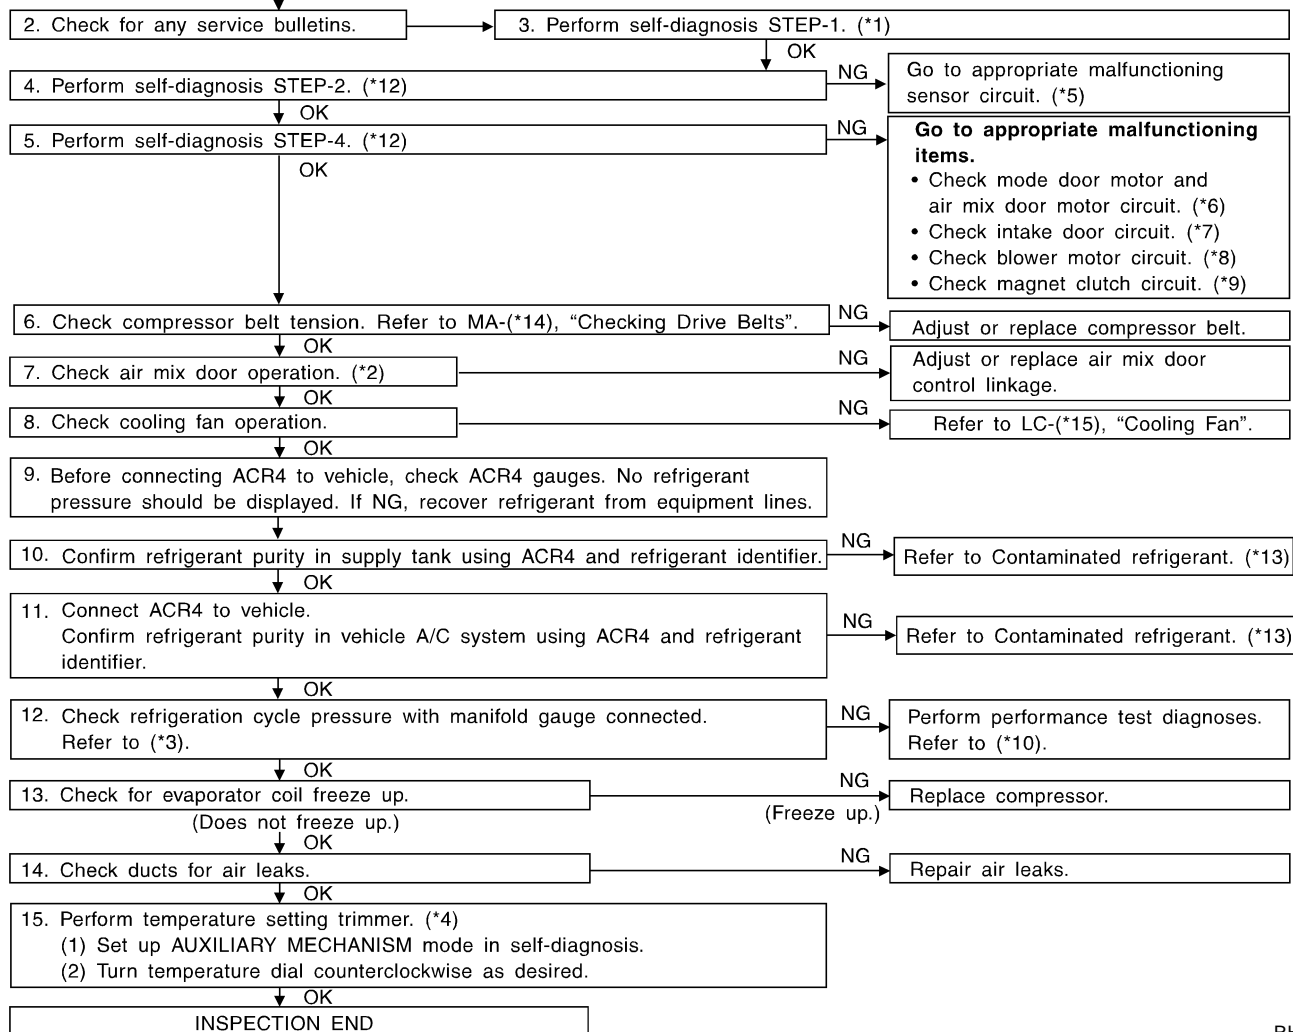 2. Check for any service bulletins.
3. Perform self-diagnosis STEP-1. (*1)
OK
4. Perform self-diagnosis STEP-2. (*12)
NG
Go to appropriate malfunctioning
sensor circuit. (*5)
OK
5. Perform self-diagnosis STEP-4. (*12)
NG
Go to appropriate malfunctioning
items.
• Check mode door motor and
air mix door motor circuit. (*6)
• Check intake door circuit. (*7)
• Check blower motor circuit. (*8)
• Check magnet clutch circuit. (*9)
OK
6. Check compressor belt tension. Refer to MA-(*14), “Checking Drive Belts”.
NG
Adjust or replace compressor belt.
OK
7. Check air mix door operation. (*2)
NG
Adjust or replace air mix door
control linkage.
OK
8. Check cooling fan operation.
NG
Refer to LC-(*15), “Cooling Fan”.
OK
9. Before connecting ACR4 to vehicle, check ACR4 gauges. No refrigerant
pressure should be displayed. If NG, recover refrigerant from equipment lines.
10. Confirm refrigerant purity in supply tank using ACR4 and refrigerant identifier.
NG
Refer to Contaminated refrigerant. (*13)
OK
11. Connect ACR4 to vehicle.
Confirm refrigerant purity in vehicle A/C system using ACR4 and refrigerant
identifier.
NG
Refer to Contaminated refrigerant. (*13)
OK
12. Check refrigeration cycle pressure with manifold gauge connected.
Refer to (*3).
NG
Perform performance test diagnoses.
Refer to (*10).
OK
13. Check for evaporator coil freeze up.
NG
(Freeze up.)
Replace compressor.
(Does not freeze up.)
OK
14. Check ducts for air leaks.
NG
Repair air leaks.
OK
15. Perform temperature setting trimmer. (*4)
(1) Set up AUXILIARY MECHANISM mode in self-diagnosis.
(2) Turn temperature dial counterclockwise as desired.
OK
INSPECTION END